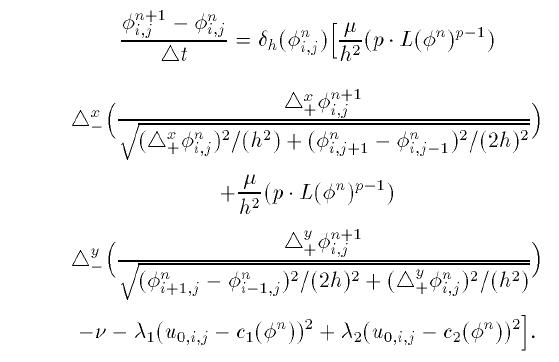 \frac{\phi_{i,j}^{n+1} - \phi_{i,j}^{n}}{\triangle t} = \delta_h(\phi_{i,j}^{n}) \Big[ \frac{\mu}{h^2} (p \cdot L(\phi^n)^{p-1})
\triangle_-^x \Big( \frac{\triangle_+^x \phi_{i,j}^{n+1}}{\sqrt{(\triangle_+^x \phi_{i,j}^{n})^2/(h^2) + (\phi_{i,j+1}^{n} - \phi_{i,j-1}^{n})^2/(2h)^2}} \Big)
+ \frac{\mu}{h^2} (p \cdot L(\phi^n)^{p-1})
\triangle_-^y \Big( \frac{\triangle_+^y \phi_{i,j}^{n+1}}{\sqrt{(\phi_{i+1,j}^{n} - \phi_{i-1,j}^{n})^2/(2h)^2 + (\triangle_+^y \phi_{i,j}^{n})^2/(h^2)}} \Big)
- \nu - \lambda_1 (u_{0,i,j} - c_1(\phi^n))^2 + \lambda_2 (u_{0,i,j} - c_2(\phi^n))^2 \Big].